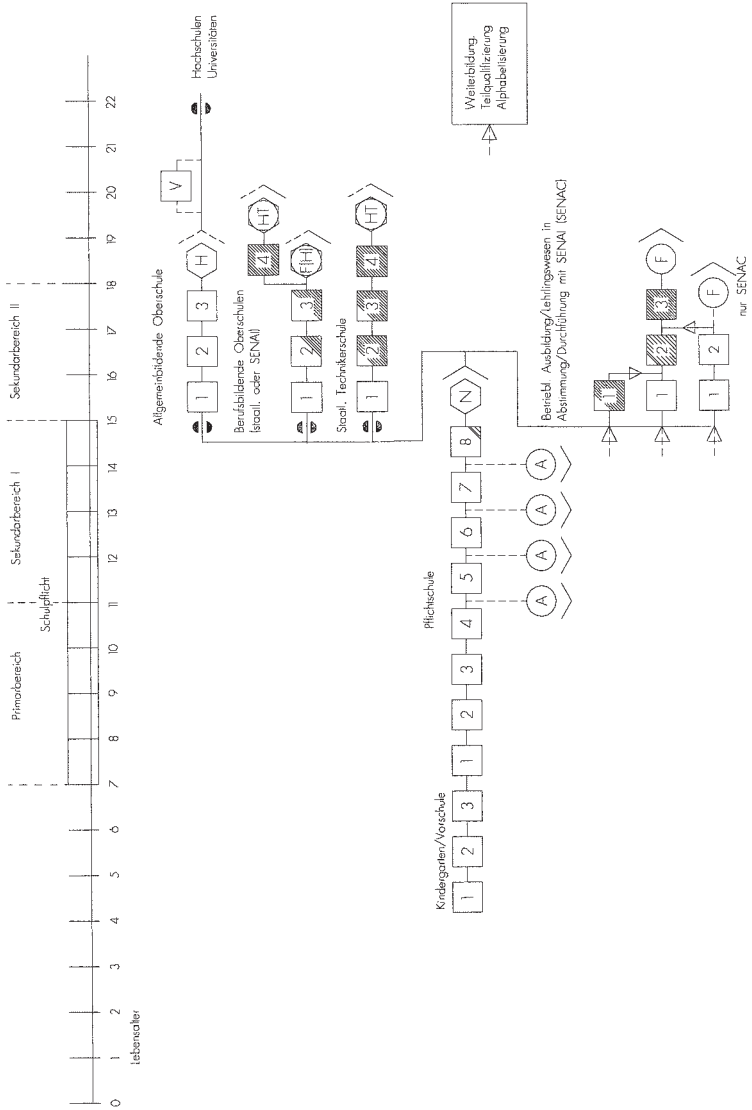 Primarbereich
Sekundarbereich I
Sekundarbereich II
Schulpflicht
0 1 2 3 4 5 6 7 8 9 10 11 12 13 14 15 16 17 18 19 20 21 22
Lebensalter
Allgemeinbildende Oberschule
1 2 3 H
V
Hochschulen
Universitäten
Berufsbildende Oberschulen
(staatl. oder SENAI)
4 HT
1 2 3 F(H)
Staatl. Technikerschule
1 2 3 4 HT
Kindergarten/Vorschule
Pflichtschule
1 2 3 1 2 3 4 5 6 7 8 N
A A A A
Weiterbildung,
Teilqualifizierung
Alphabetisierung
Betriebl. Ausbildung/Lehrlingswesen in
Abstimmung/Durchführung mit SENAI (SENAC)
1
1 2 3 F
1 2 F
nur SENAC